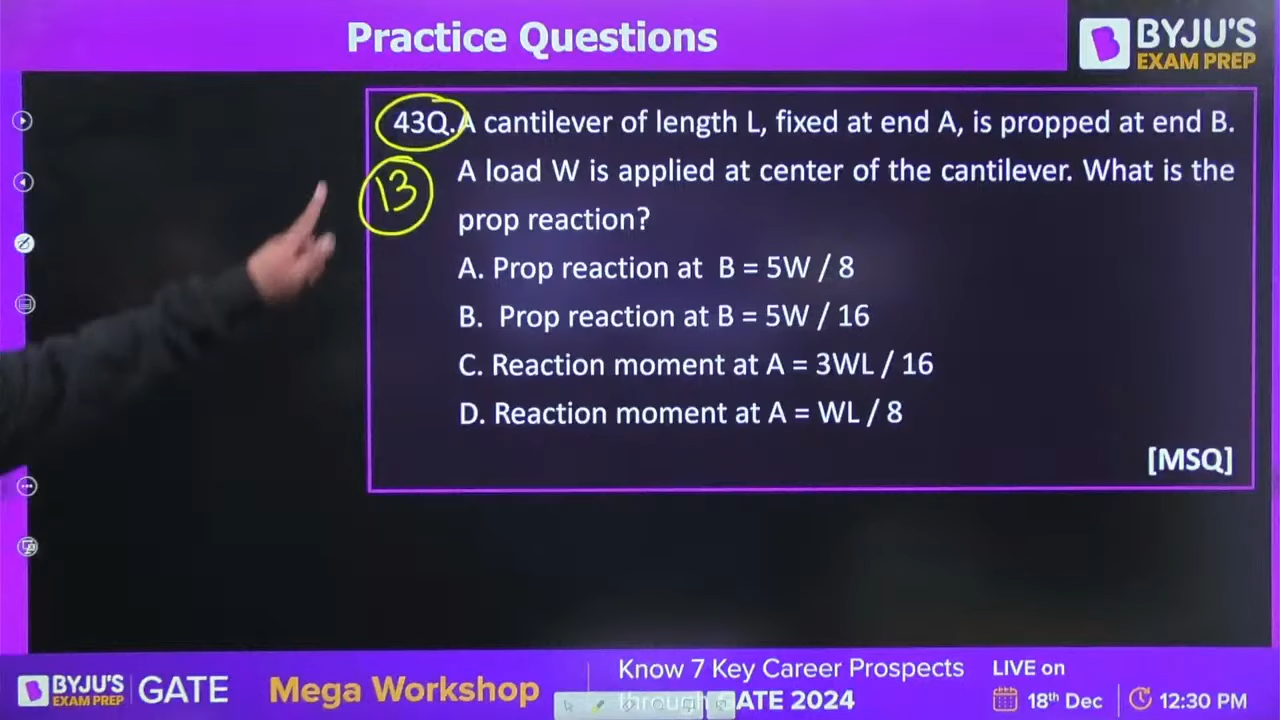 Practice Questions
BYJU'S
EXAM PREP
43Q. A cantilever of length L, fixed at end A, is propped at end B.
13
A load W is applied at center of the cantilever. What is the
prop reaction?
A. Prop reaction at B = 5W / 8
B. Prop reaction at B = 5W / 16
C. Reaction moment at A = 3WL / 16
D. Reaction moment at A = WL / 8
[MSQ]
BYJU'S
EXAM PREP
GATE
Mega Workshop
Know 7 Key Career Prospects
through GATE 2024
LIVE on
18th Dec
12:30 PM